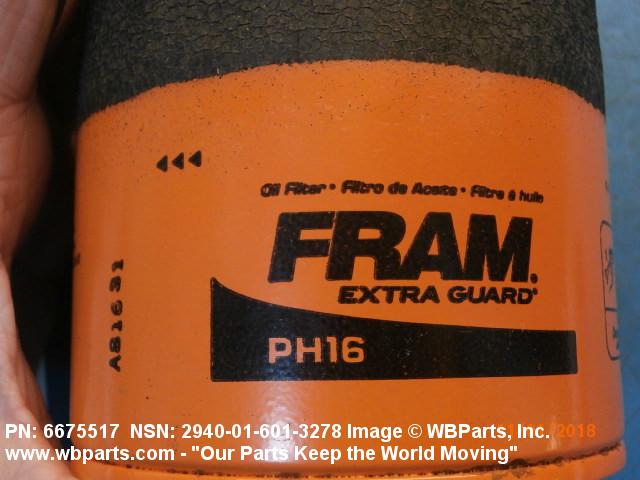 Oil Filter • Filtro de Aceite • Filtre à huile
FRAM®
EXTRA GUARD®
PH16
A81631
PN: 6675517 NSN: 2940-01-601-3278 Image © WBParts, Inc.
2018
www.wbparts.com - "Our Parts Keep the World Moving"